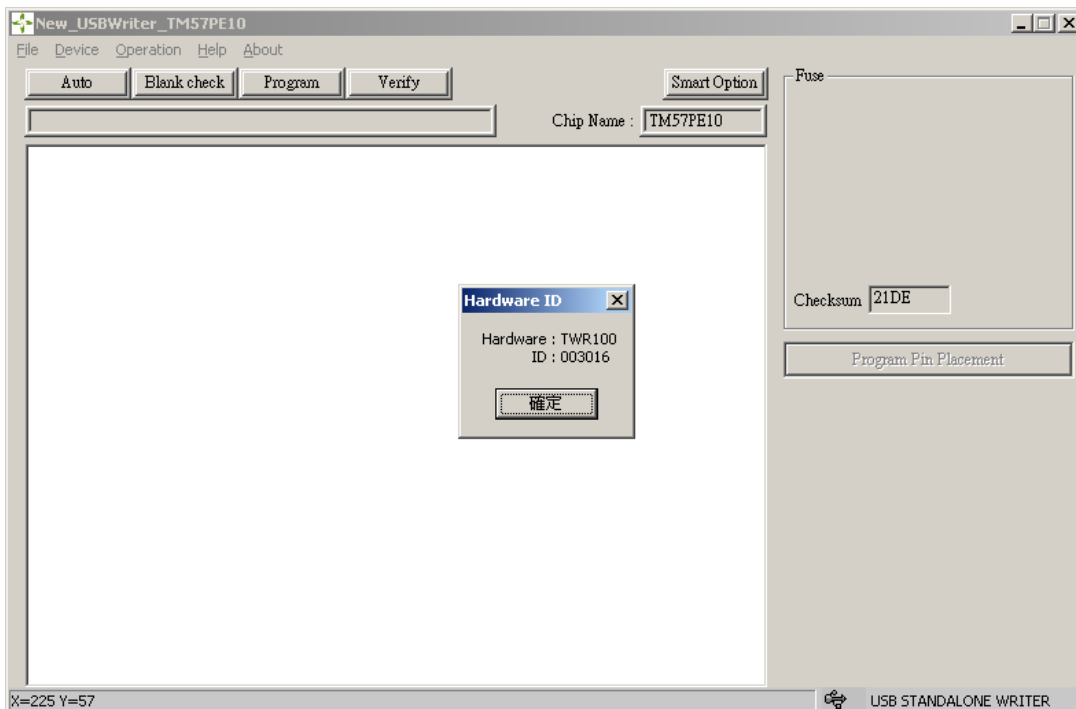 New_USBWriter_TM57PE10
File Device Operation Help About
Auto Blank check Program Verify Smart Option
Chip Name : TM57PE10
Fuse
Checksum 21DE
Program Pin Placement
Hardware ID
Hardware : TWR100
ID : 003016
確定
X=225 Y=57
USB STANDALONE WRITER